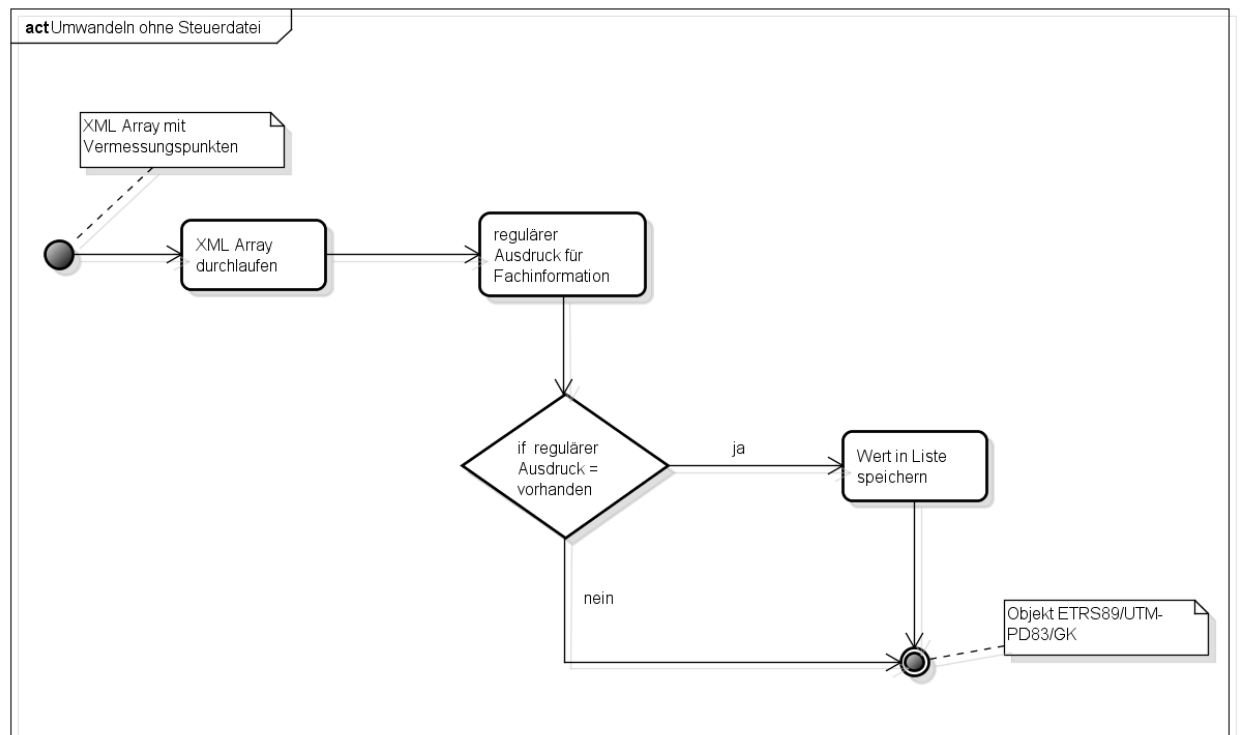 act Umwandeln ohne Steuerdatei
XML Array mit
Vermessungspunkten
XML Array
durchlaufen
regulärer
Ausdruck für
Fachinformation
if regulärer
Ausdruck =
vorhanden
ja
Wert in Liste
speichern
nein
Objekt ETRS89/UTM-
PD83/GK